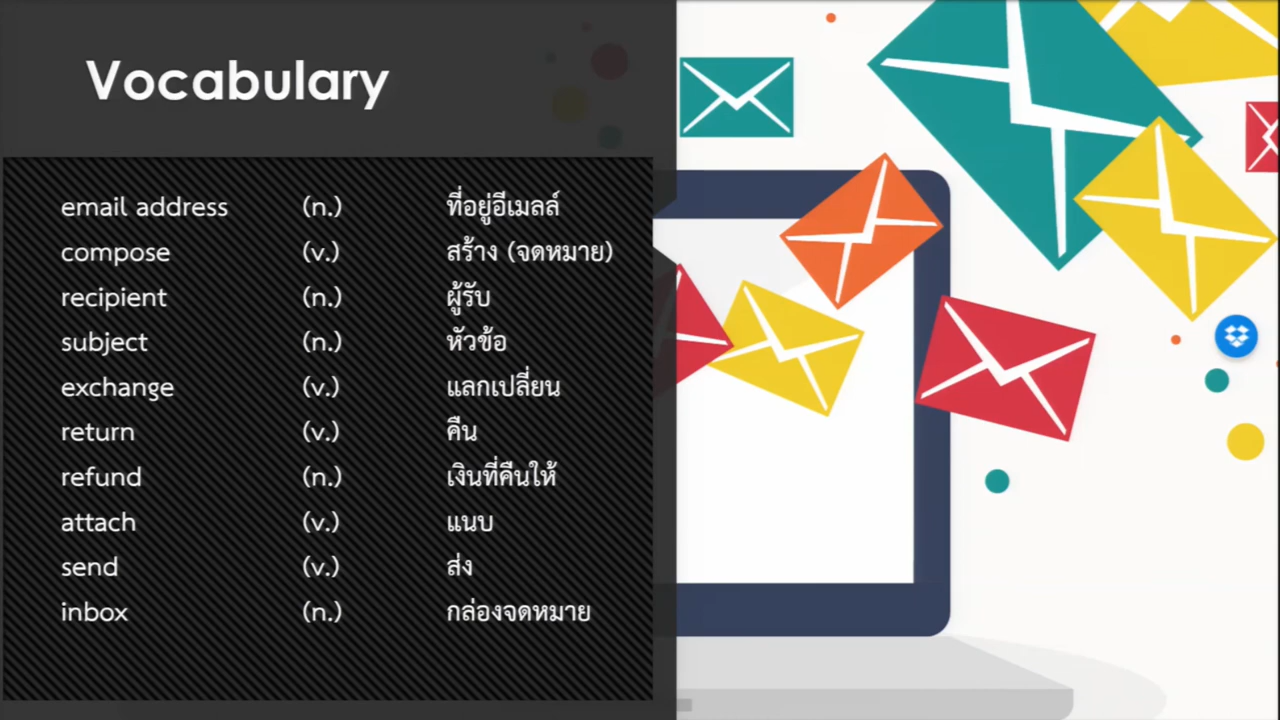 Vocabulary
email address (n.) ที่อยู่อีเมลล์
compose (v.) สร้าง (จดหมาย)
recipient (n.) ผู้รับ
subject (n.) หัวข้อ
exchange (v.) แลกเปลี่ยน
return (v.) คืน
refund (n.) เงินที่คืนให้
attach (v.) แนบ
send (v.) ส่ง
inbox (n.) กล่องจดหมาย